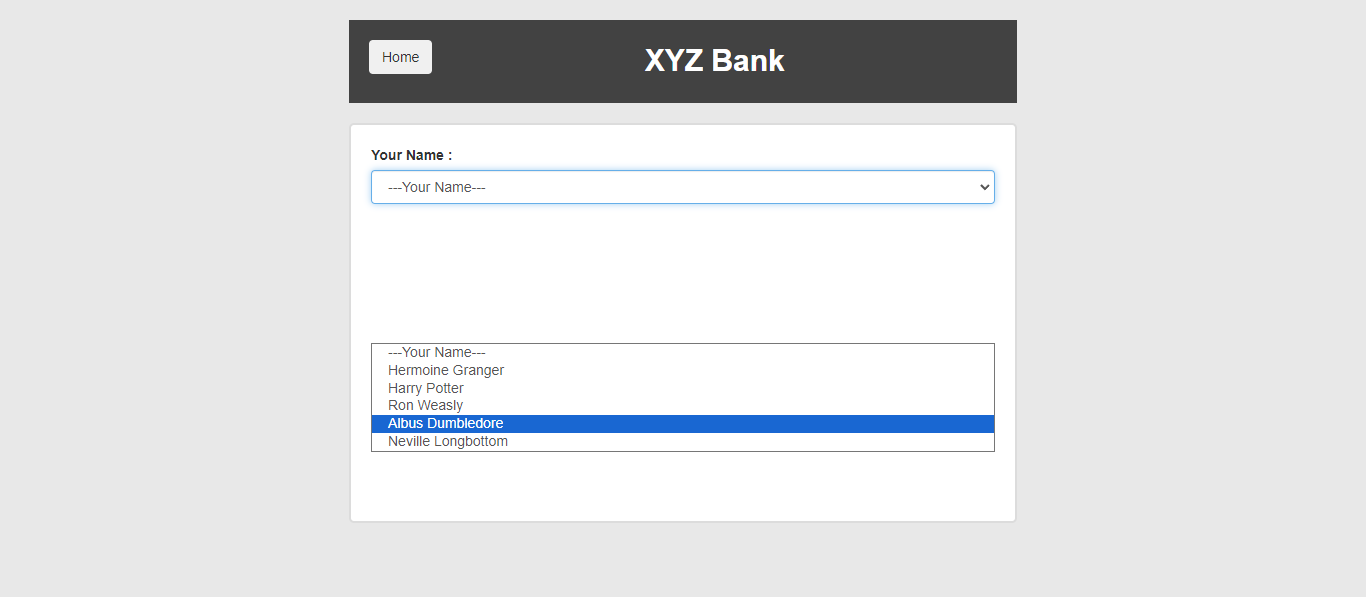 Home
XYZ Bank
Your Name :
---Your Name---
---Your Name---
Hermoine Granger
Harry Potter
Ron Weasly
Albus Dumbledore
Neville Longbottom